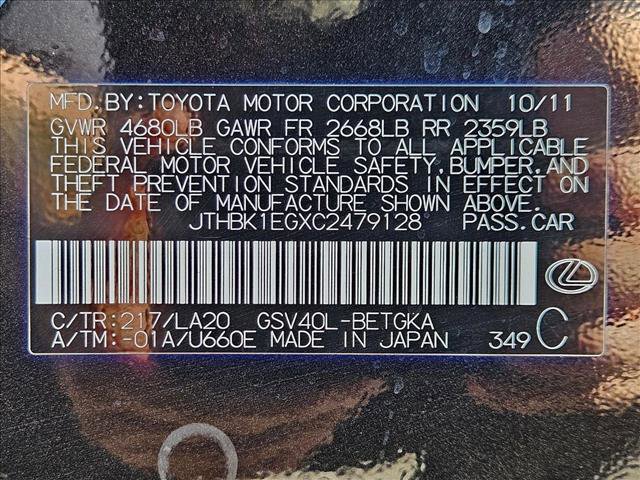 MFD.BY:TOYOTA MOTOR CORPORATION 10/11
GVWR 4680LB GAWR FR 2668LB RR 2359LB
THIS VEHICLE CONFORMS TO ALL APPLICABLE
FEDERAL MOTOR VEHICLE SAFETY,BUMPER,AND
THEFT PREVENTION STANDARDS IN EFFECT ON
THE DATE OF MANUFACTURE SHOWN ABOVE.
JTHBK1EGXC2479128 PASS.CAR
C/TR:217/LA20 GSV40L-BETGKA
A/TM:-01A/U660E MADE IN JAPAN 349 C